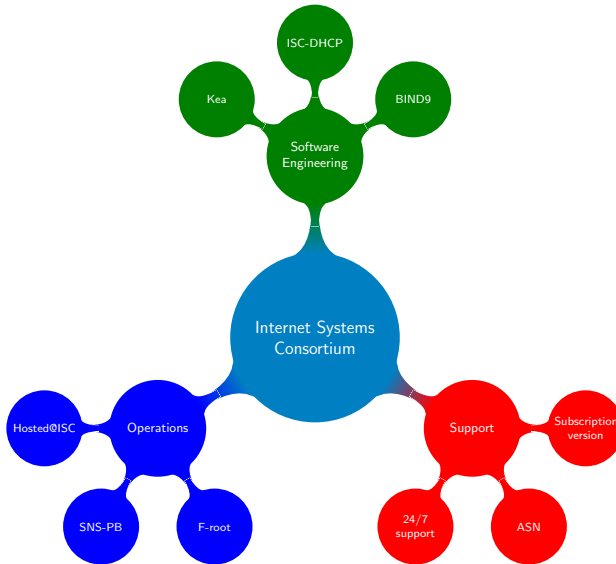 ISC-DHCP
Kea
BIND9
Software
Engineering
Internet Systems
Consortium
Hosted@ISC
Operations
SNS-PB
F-root
Support
Subscription
version
24/7
support
ASN